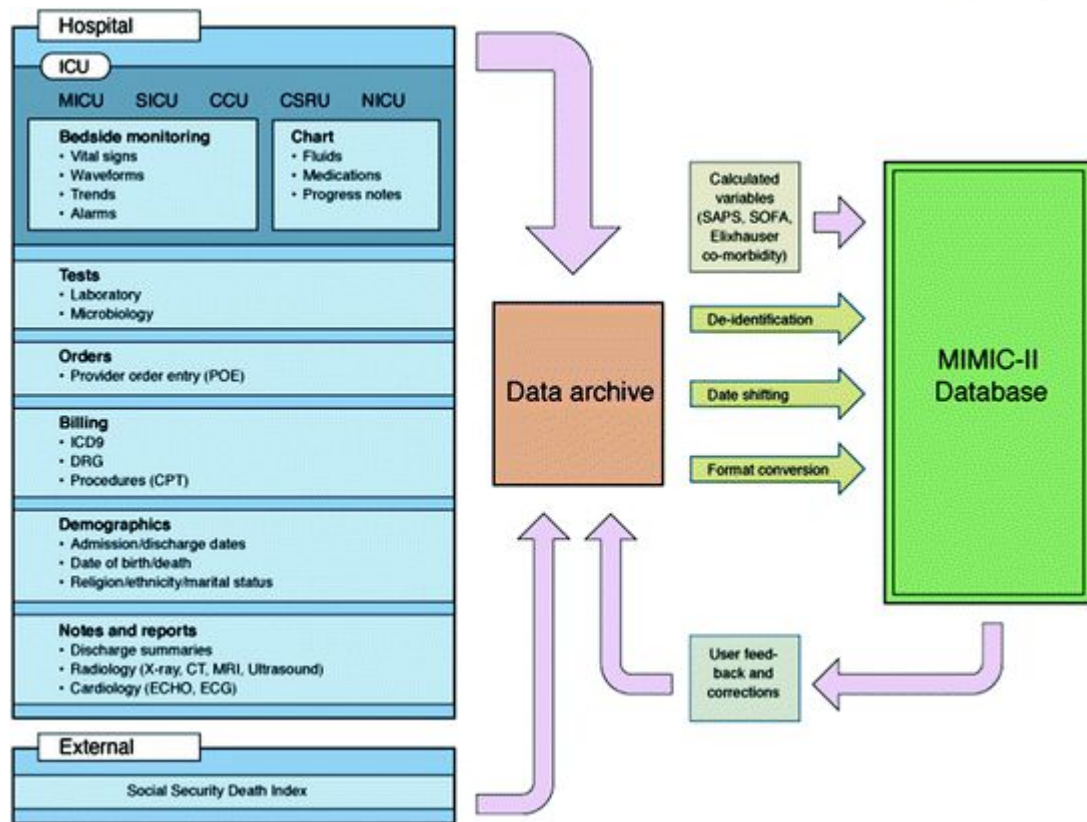 Hospital
ICU
MICU SICU CCU CSRU NICU
Bedside monitoring
• Vital signs
• Waveforms
• Trends
• Alarms
Chart
• Fluids
• Medications
• Progress notes
Tests
• Laboratory
• Microbiology
Orders
• Provider order entry (POE)
Billing
• ICD9
• DRG
• Procedures (CPT)
Demographics
• Admission/discharge dates
• Date of birth/death
• Religion/ethnicity/marital status
Notes and reports
• Discharge summaries
• Radiology (X-ray, CT, MRI, Ultrasound)
• Cardiology (ECHO, ECG)
External
Social Security Death Index
Data archive
Calculated
variables
(SAPS, SOFA,
Elixhauser
co-morbidity)
De-identification
Date shifting
Format conversion
User feed-
back and
corrections
MIMIC-II
Database